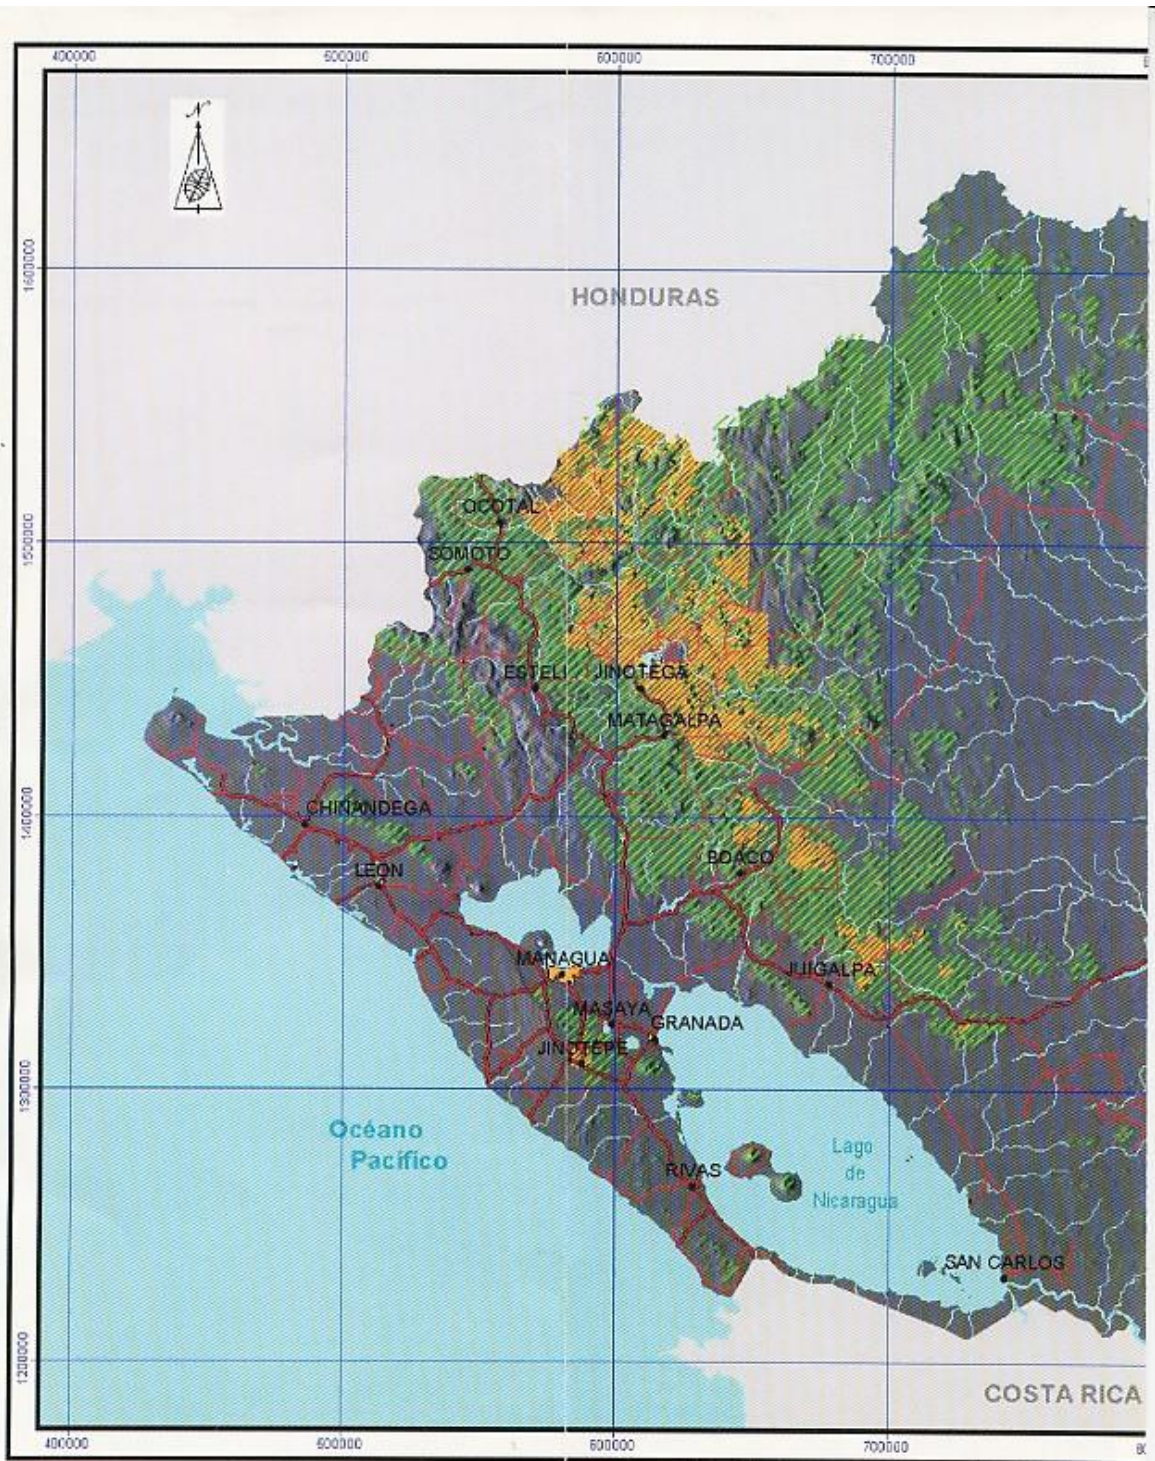 400000 500000 600000 700000
N
1600000
HONDURAS
OCOTAL
1500000
SOMOTO
ESTELI JINOTEGA
MATAGALPA
1400000
CHINANDEGA
BOACO
LEON
MANAGUA
JUIGALPA
MASAYA
GRANADA
JINOTEPE
1300000
Océano
Pacífico
Lago
de
Nicaragua
RIVAS
SAN CARLOS
1200000
COSTA RICA
400000 500000 600000 700000